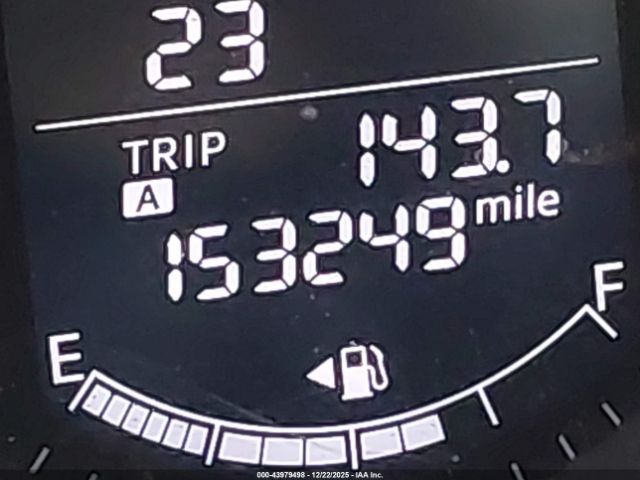 23
TRIP 143.7
A
153249 mile
E F
000-43979498 - 12/22/2025 - IAA Inc.